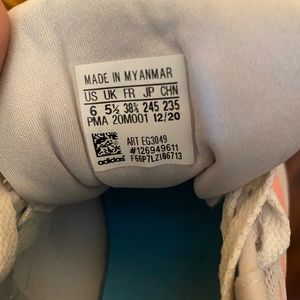 MADE IN MYANMAR
US UK FR JP CHN
6 5½ 38⅔ 245 235
PMA 20M001 12/20
ART EG3049
#126949611
adidas F66P7LZ106713